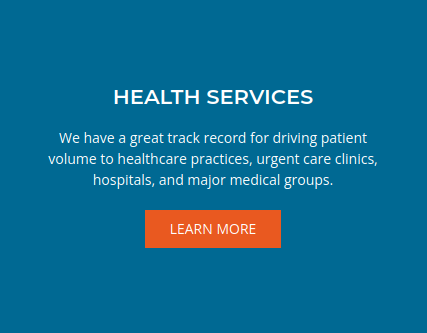 HEALTH SERVICES
We have a great track record for driving patient
volume to healthcare practices, urgent care clinics,
hospitals, and major medical groups.
LEARN MORE